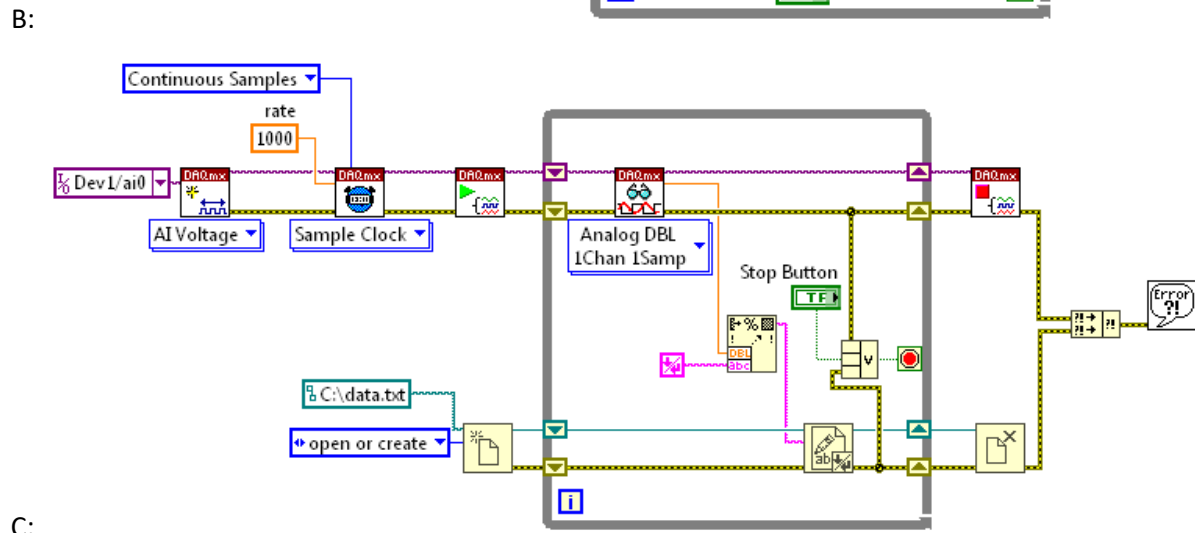 B:
Continuous Samples
rate
1000
DAQmx
DAQmx
DAQmx
DAQmx
DAQmx
I/O Dev1/ai0
AI Voltage
Sample Clock
Analog DBL
1Chan 1Samp
Stop Button
TF
Error
?!
%
DBL
abc
V
?!
?!
?!
C:\data.txt
open or create
ab
i
C: